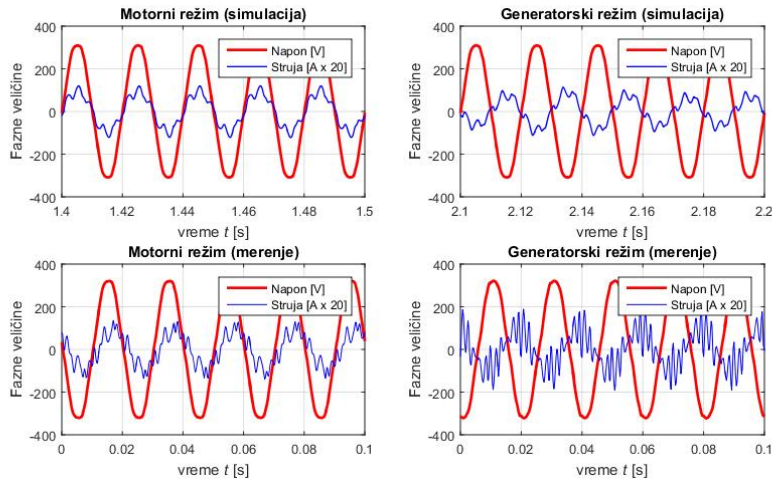 Motorni režim (simulacija)
400
200
0
-200
-400
Fazne veličine
Napon [V]
Struja [A x 20]
1.4 1.42 1.44 1.46 1.48 1.5
vreme t [s]
Generatorski režim (simulacija)
400
200
0
-200
-400
Fazne veličine
Napon [V]
Struja [A x 20]
2.1 2.12 2.14 2.16 2.18 2.2
vreme t [s]
Motorni režim (merenje)
400
200
0
-200
-400
Fazne veličine
Napon [V]
Struja [A x 20]
0 0.02 0.04 0.06 0.08 0.1
vreme t [s]
Generatorski režim (merenje)
400
200
0
-200
-400
Fazne veličine
Napon [V]
Struja [A x 20]
0 0.02 0.04 0.06 0.08 0.1
vreme t [s]